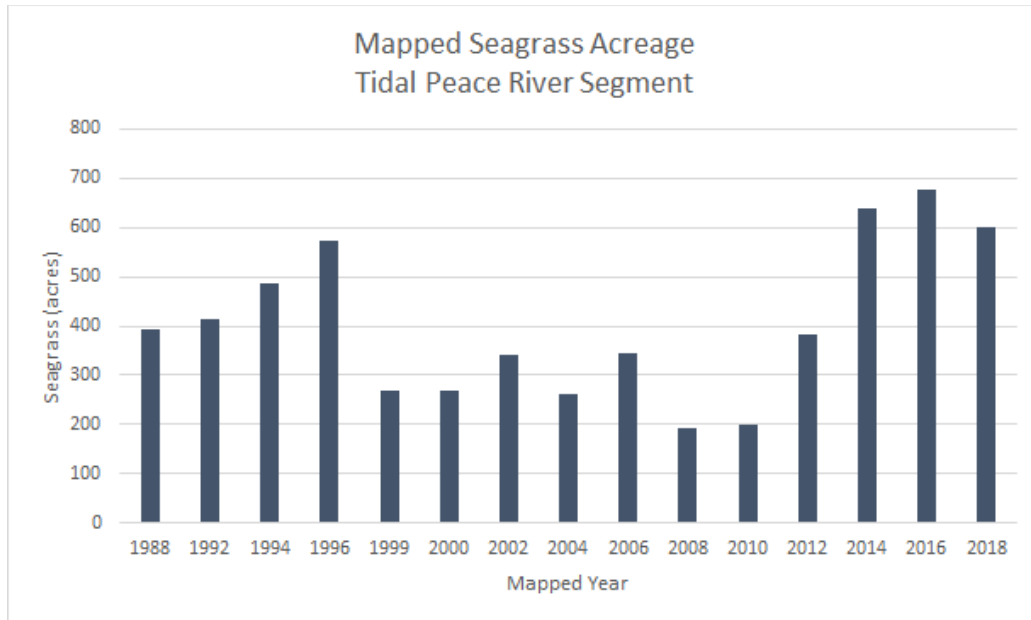 Mapped Seagrass Acreage
Tidal Peace River Segment
800
700
600
500
400
300
200
100
0
Seagrass (acres)
1988 1992 1994 1996 1999 2000 2002 2004 2006 2008 2010 2012 2014 2016 2018
Mapped Year